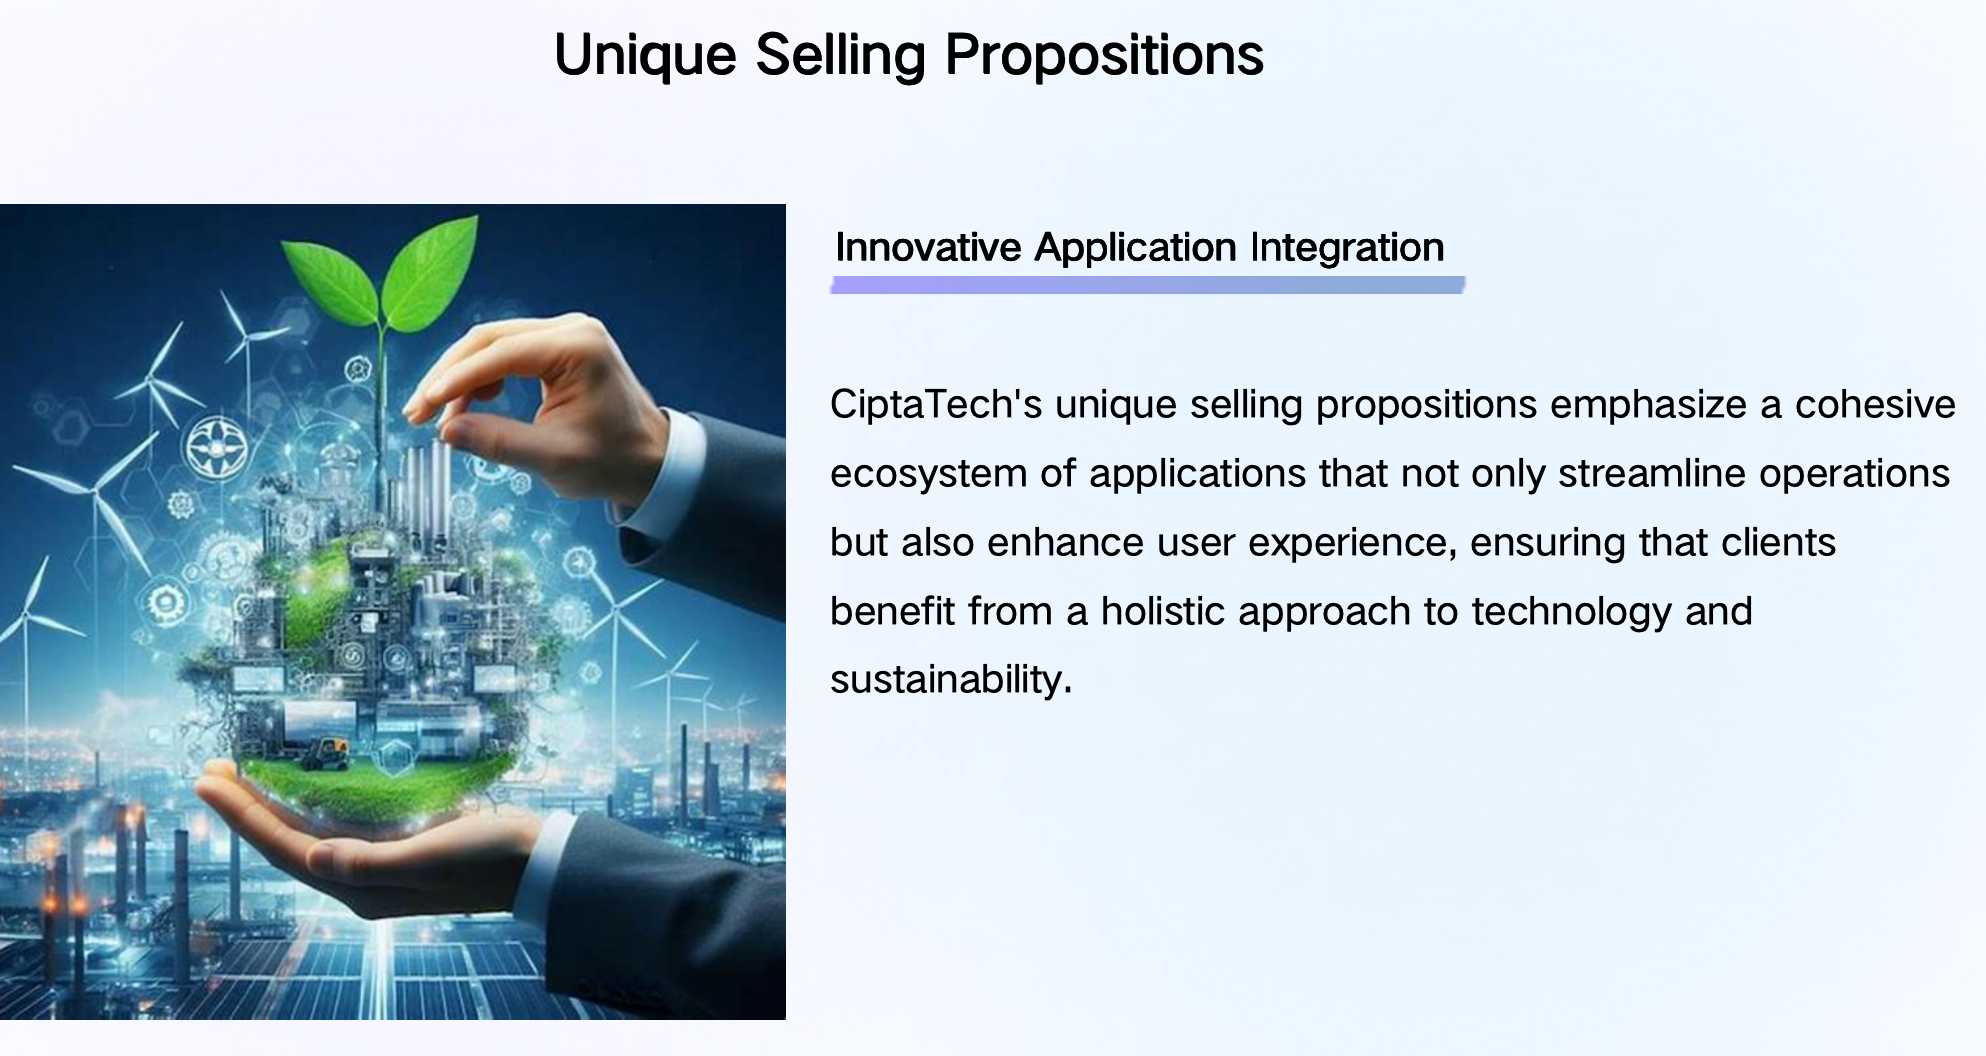 Unique Selling Propositions
Innovative Application Integration
CiptaTech's unique selling propositions emphasize a cohesive
ecosystem of applications that not only streamline operations
but also enhance user experience, ensuring that clients
benefit from a holistic approach to technology and
sustainability.